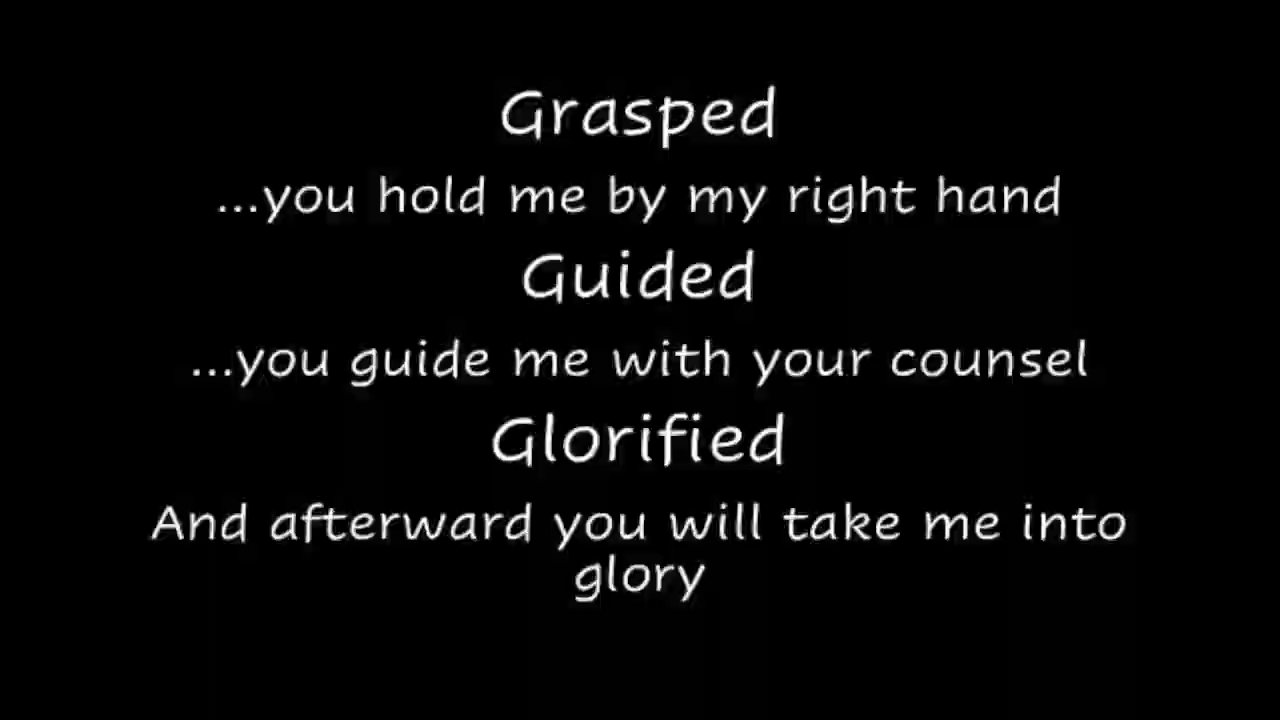 Grasped
...you hold me by my right hand
Guided
...you guide me with your counsel
Glorified
And afterward you will take me into
glory